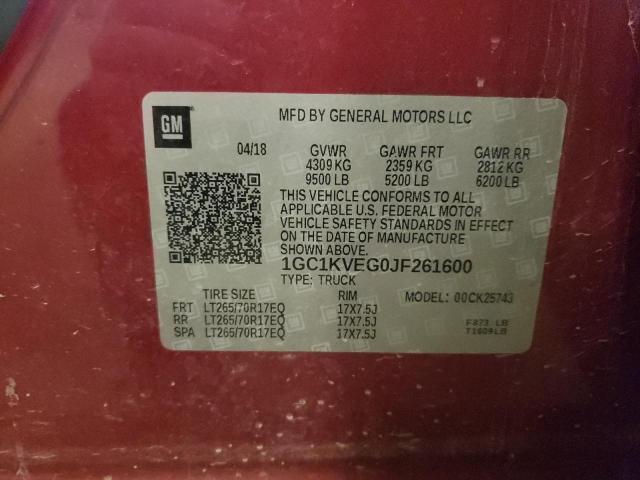 GM
MFD BY GENERAL MOTORS LLC
04/18 GVWR GAWR FRT GAWR RR
4309 KG 2359 KG 2812 KG
9500 LB 5200 LB 6200 LB
THIS VEHICLE CONFORMS TO ALL
APPLICABLE U.S. FEDERAL MOTOR
VEHICLE SAFETY STANDARDS IN EFFECT
ON THE DATE OF MANUFACTURE
SHOWN ABOVE.
1GC1KVEG0JF261600
TYPE: TRUCK
TIRE SIZE RIM MODEL: 00CK25743
FRT LT265/70R17EQ 17X7.5J
RR LT265/70R17EQ 17X7.5J F873 LB
SPA LT265/70R17EQ 17X7.5J T1609LB